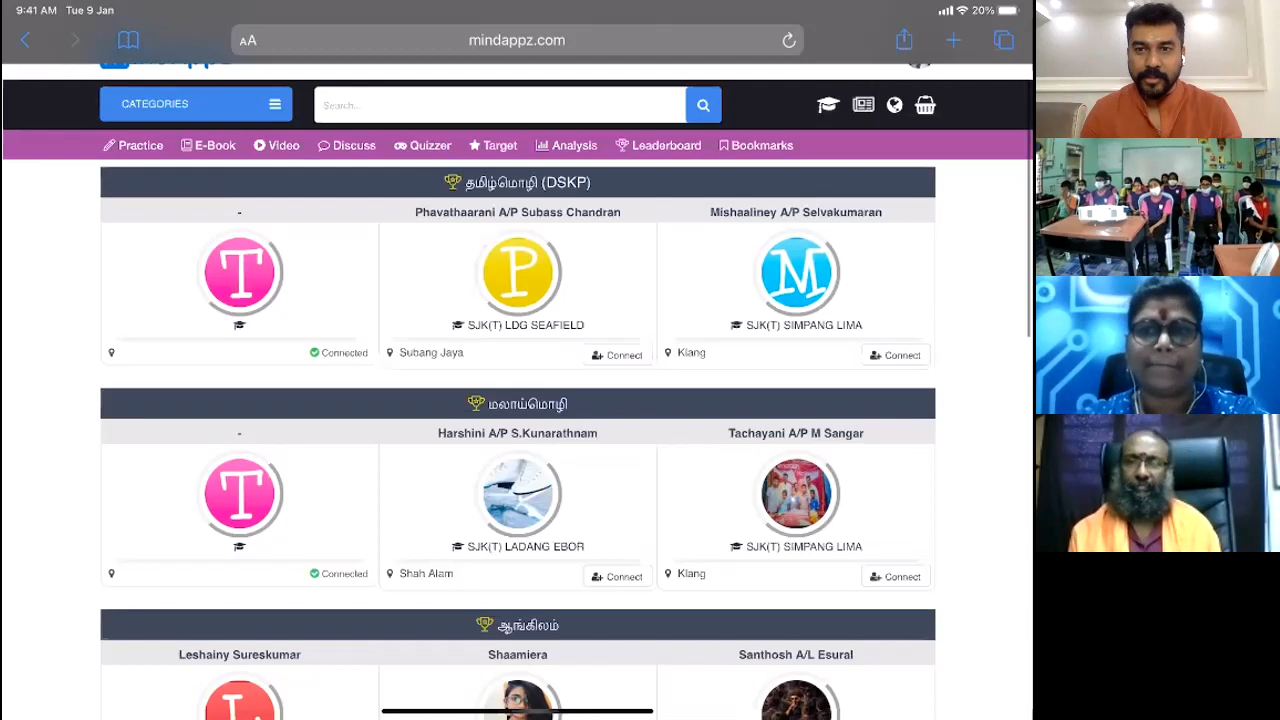 9:41 AM Tue 9 Jan
20%
AA
mindappz.com
CATEGORIES
Search...
Practice
E-Book
Video
Discuss
Quizzer
Target
Analysis
Leaderboard
Bookmarks
தமிழ்மொழி (DSKP)
-
Phavathaarani A/P Subass Chandran
Mishaaliney A/P Selvakumaran
T
P
M
SJK(T) LDG SEAFIELD
SJK(T) SIMPANG LIMA
Connected
Subang Jaya
Connect
Klang
Connect
மலாய்மொழி
-
Harshini A/P S.Kunarathnam
Tachayani A/P M Sangar
T
SJK(T) LADANG EBOR
SJK(T) SIMPANG LIMA
Connected
Shah Alam
Connect
Klang
Connect
ஆங்கிலம்
Leshainy Sureskumar
Shaamiera
Santhosh A/L Esural
L